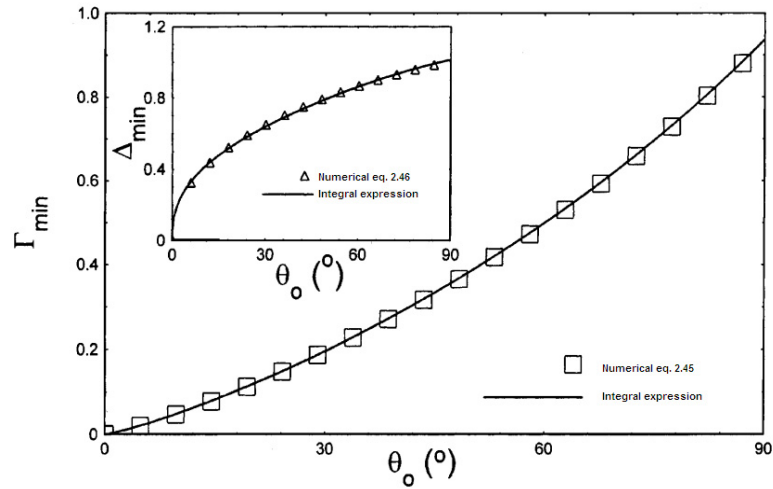 1.0
0.8
0.6
0.4
0.2
0
Γmin
1.2
0.8
0.4
0
Δmin
△ Numerical eq. 2.46
Integral expression
0 30 60 90
θo (o)
□ Numerical eq. 2.45
Integral expression
0 30 60 90
θo (o)